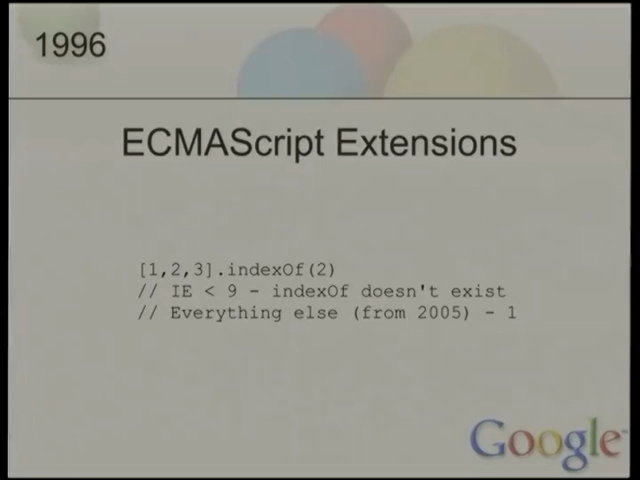 1996
ECMAScript Extensions
[1,2,3].indexOf(2)
// IE < 9 - indexOf doesn't exist
// Everything else (from 2005) - 1
Google